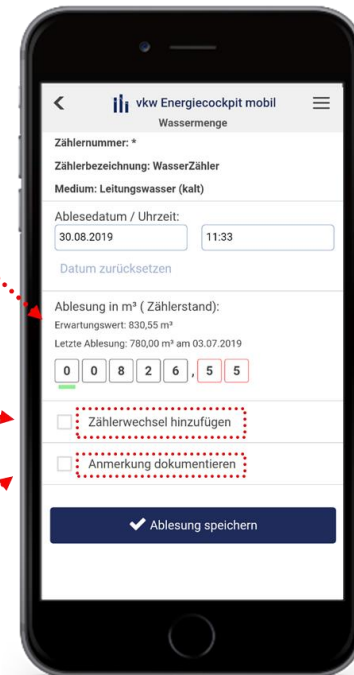 vkw Energiecockpit mobil
Wassermenge
Zählernummer: *
Zählerbezeichnung: WasserZähler
Medium: Leitungswasser (kalt)
Ablesedatum / Uhrzeit:
30.08.2019 11:33
Datum zurücksetzen
Ablesung in m³ ( Zählerstand):
Erwartungswert: 830,55 m³
Letzte Ablesung: 780,00 m³ am 03.07.2019
0 0 8 2 6 , 5 5
Zählerwechsel hinzufügen
Anmerkung dokumentieren
Ablesung speichern